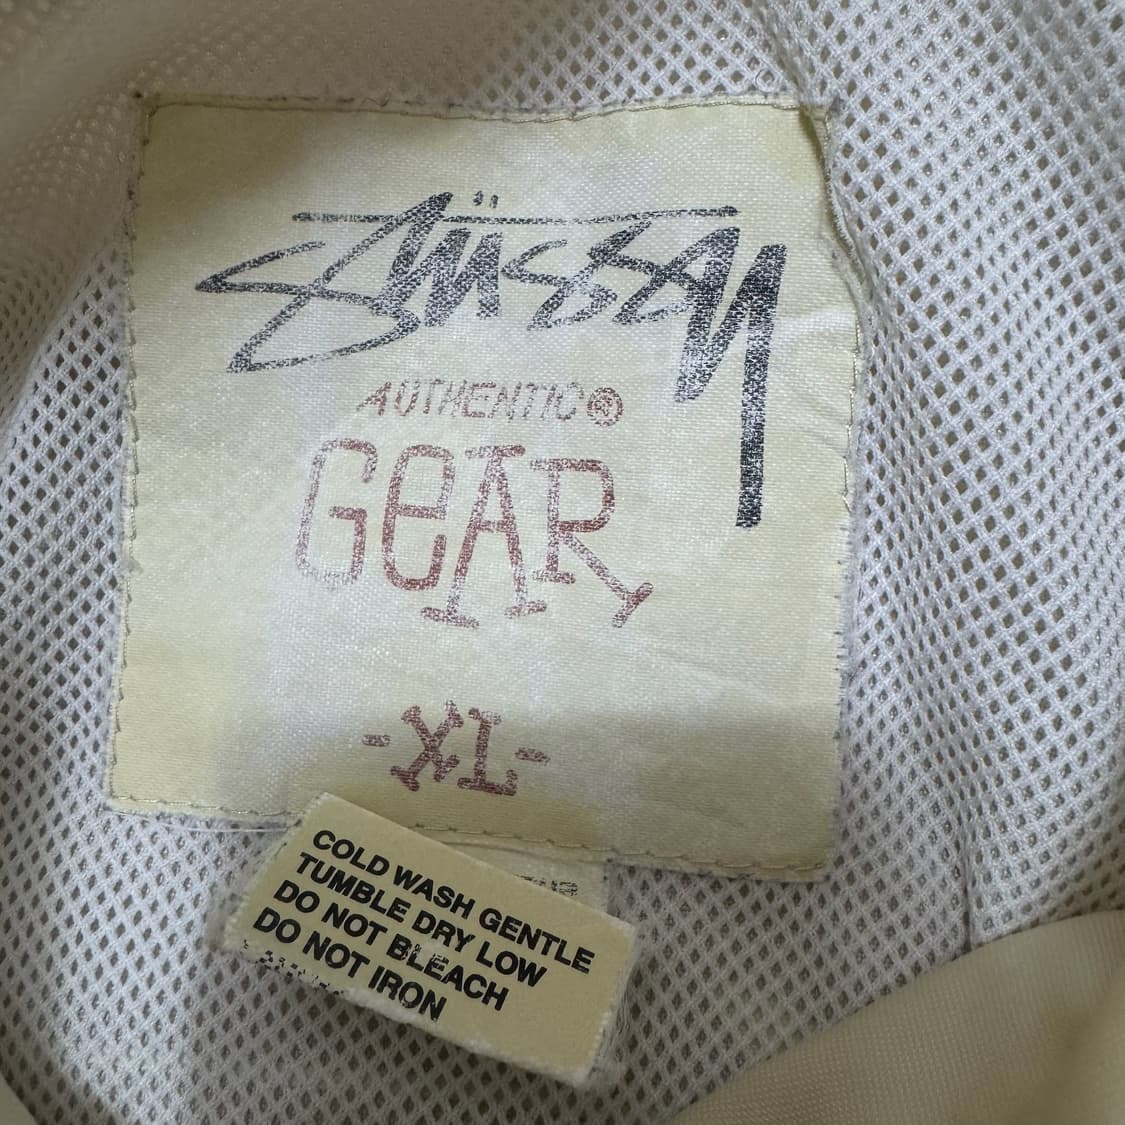 Stüssy
AUTHENTIC®
GeAR
-XL-
COLD WASH GENTLE
TUMBLE DRY LOW
DO NOT BLEACH
DO NOT IRON